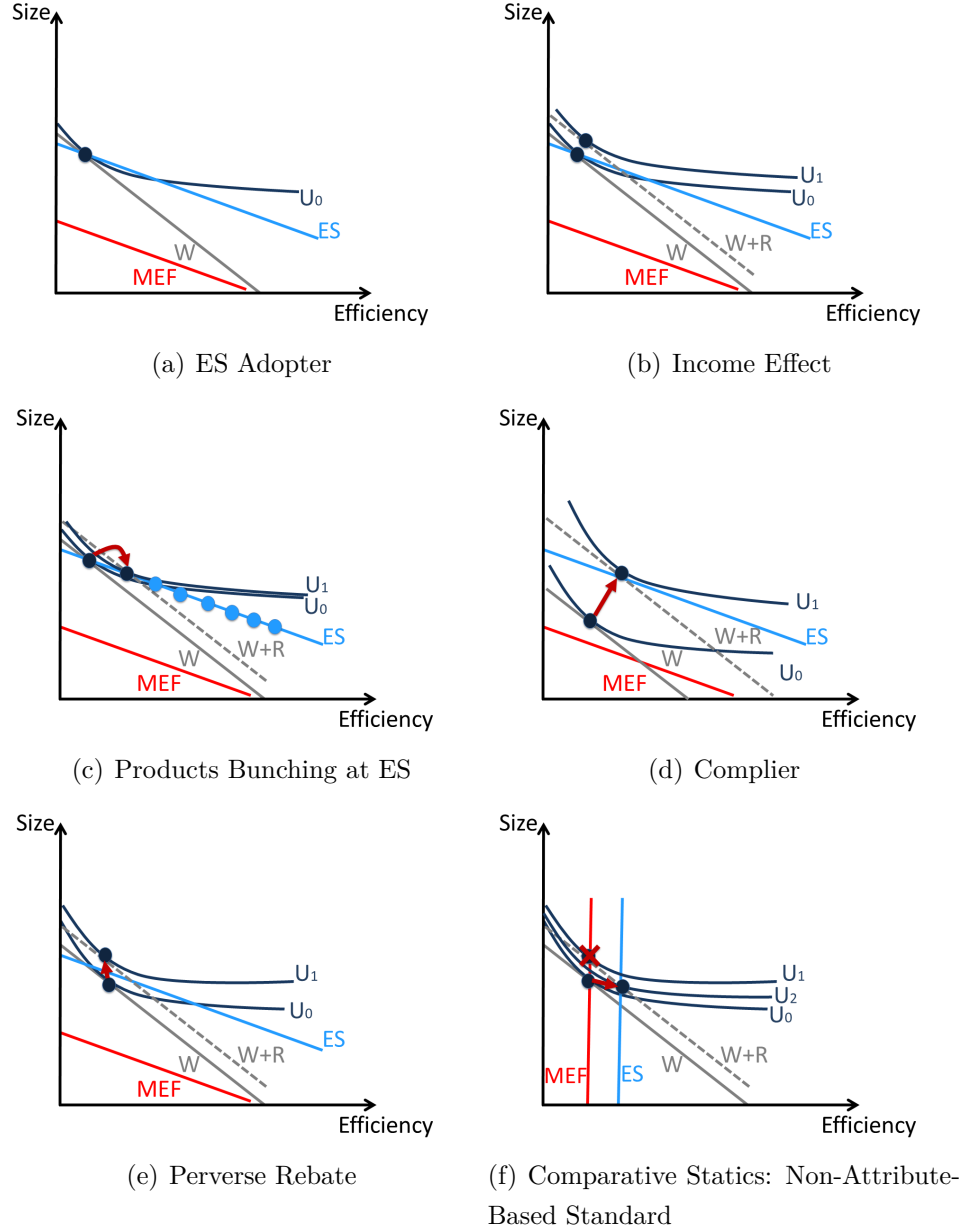 Size
U₀
ES
W
MEF
Efficiency
(a) ES Adopter
Size
U₁
U₀
ES
W+R
W
MEF
Efficiency
(b) Income Effect
Size
U₁
U₀
ES
W+R
W
MEF
Efficiency
(c) Products Bunching at ES
Size
U₁
W+R
ES
W
U₀
MEF
Efficiency
(d) Complier
Size
U₁
U₀
ES
W+R
W
MEF
Efficiency
(e) Perverse Rebate
Size
U₁
U₂
U₀
W+R
W
MEF
ES
Efficiency
(f) Comparative Statics: Non-Attribute-
Based Standard